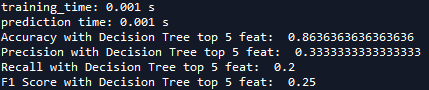 training_time: 0.001 s
prediction time: 0.001 s
Accuracy with Decision Tree top 5 feat:  0.8636363636363636
Precision with Decision Tree top 5 feat:  0.3333333333333333
Recall with Decision Tree top 5 feat:  0.2
F1 Score with Decision Tree top 5 feat:  0.25